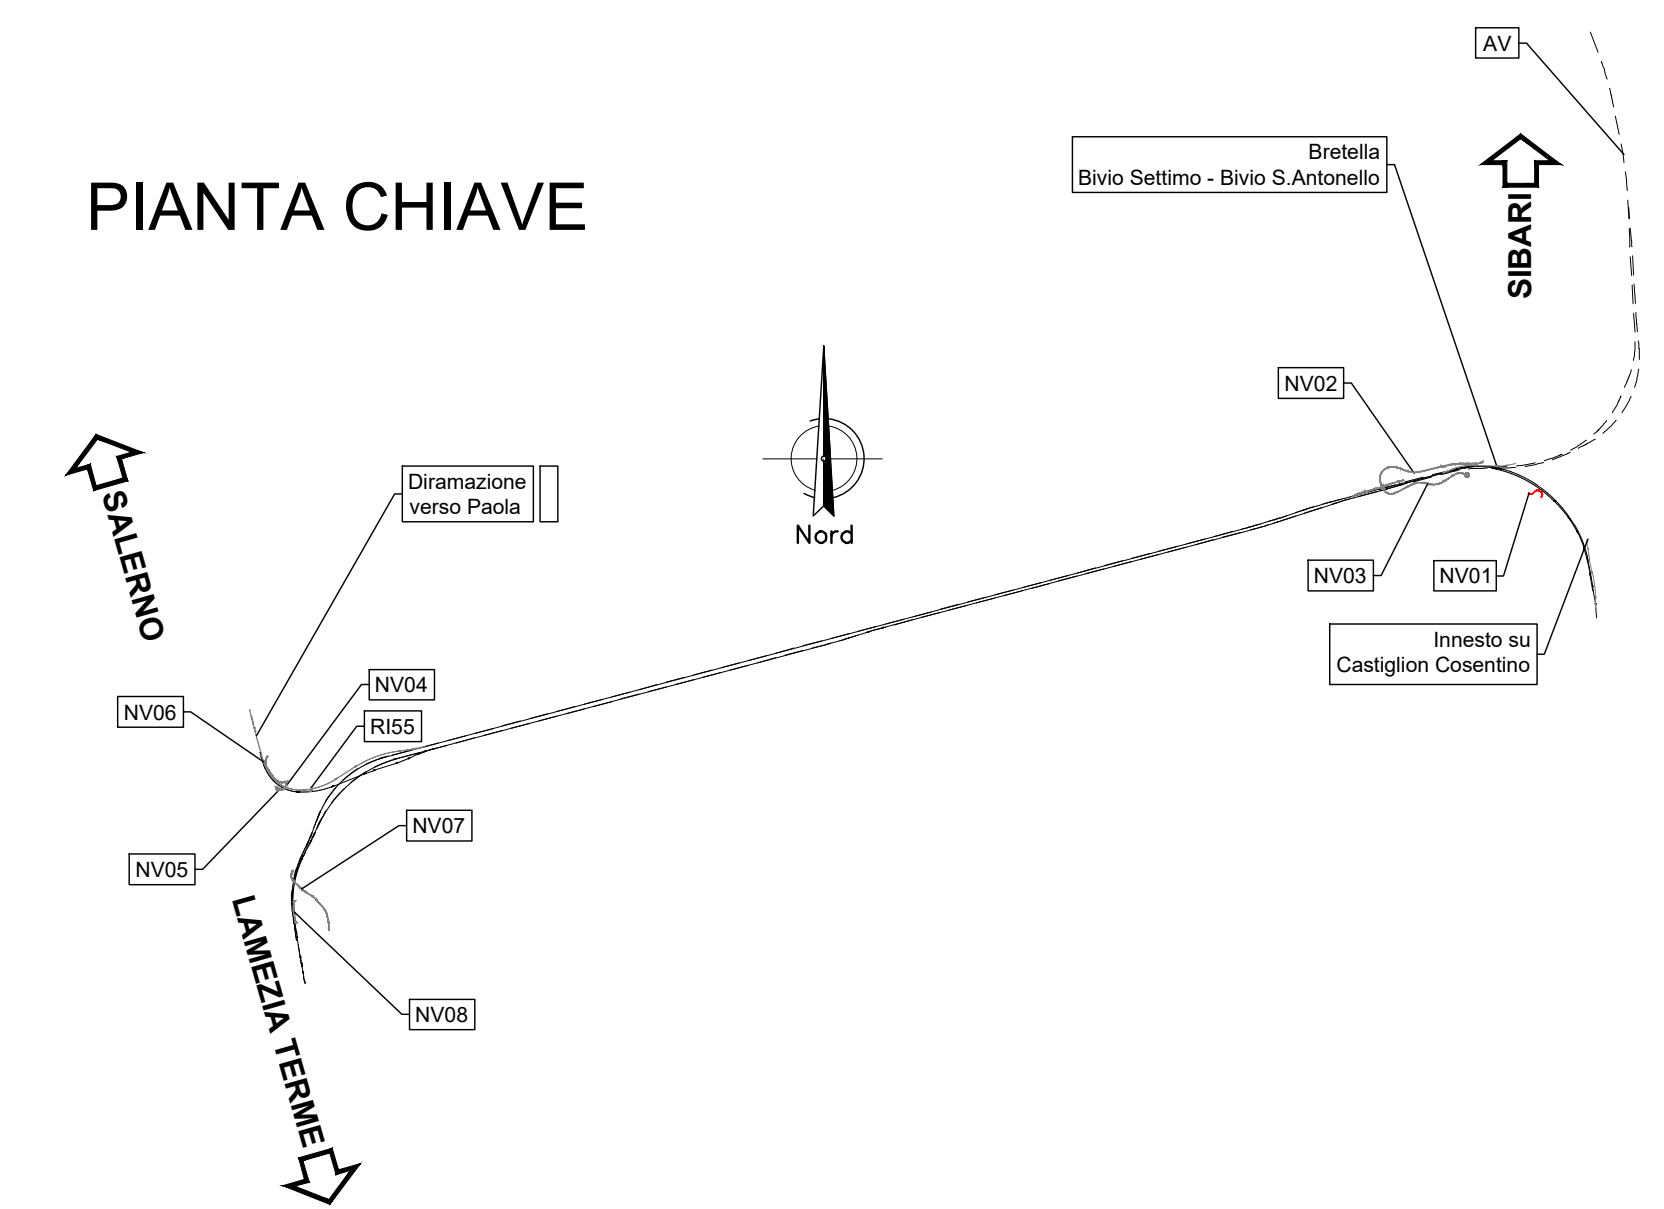 AV
Bretella
Bivio Settimo - Bivio S.Antonello
PIANTA CHIAVE
SIBARI
NV02
SALERNO
Diramazione
verso Paola
Nord
NV03
NV01
Innesto su
Castiglion Cosentino
NV04
NV06
RI55
NV07
NV05
LAMEZIA TERME
NV08